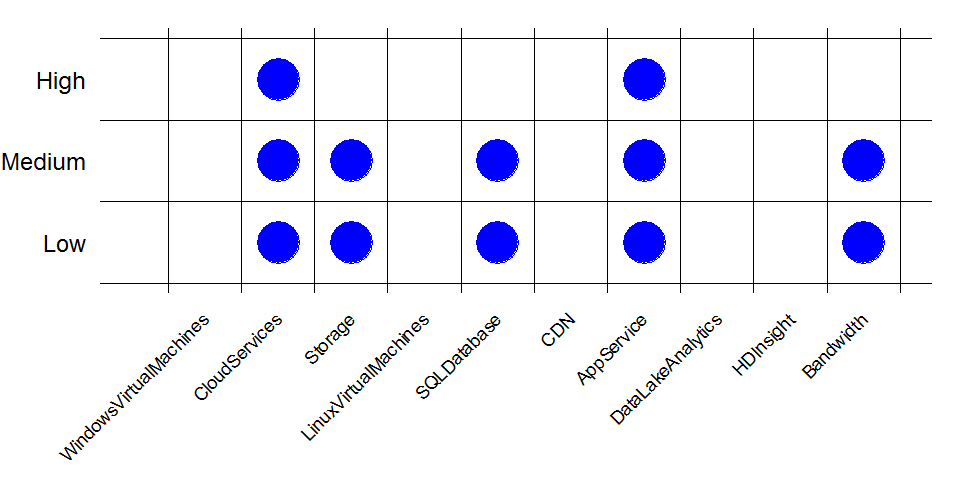 High
Medium
Low
WindowsVirtualMachines
CloudServices
Storage
LinuxVirtualMachines
SQLDatabase
CDN
AppService
DataLakeAnalytics
HDInsight
Bandwidth